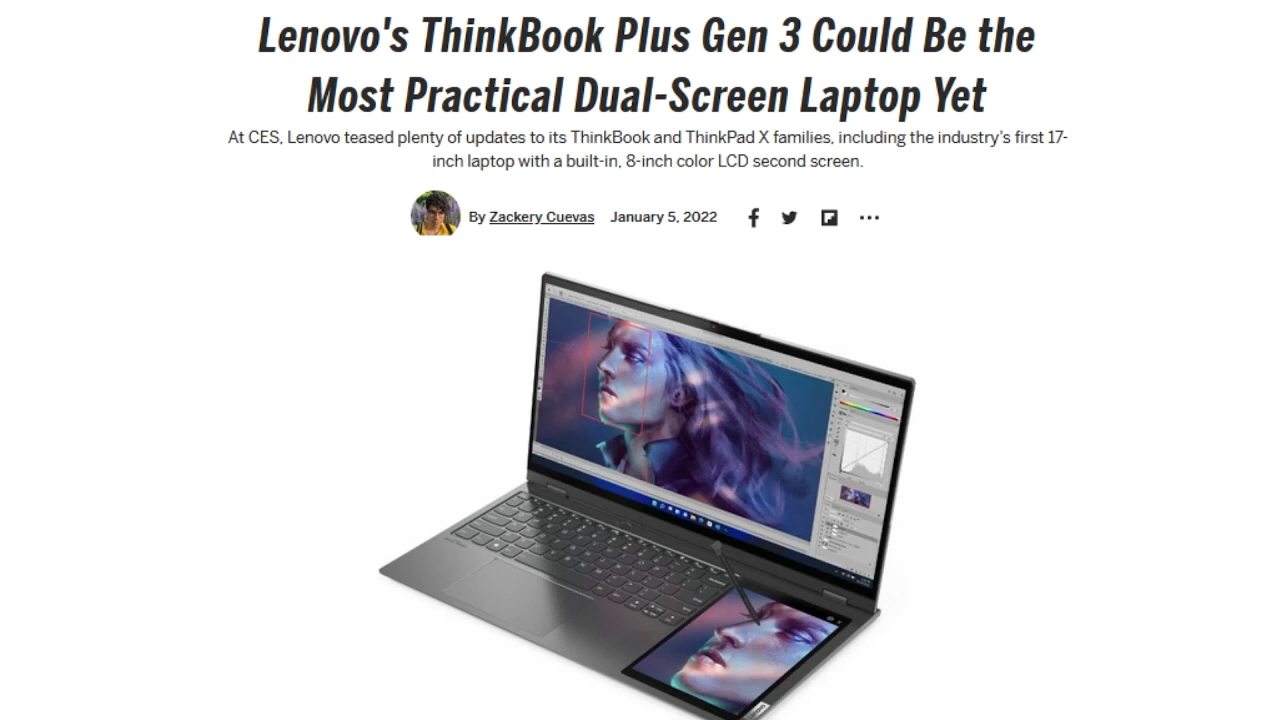 Lenovo's ThinkBook Plus Gen 3 Could Be the
Most Practical Dual-Screen Laptop Yet
At CES, Lenovo teased plenty of updates to its ThinkBook and ThinkPad X families, including the industry's first 17-
inch laptop with a built-in, 8-inch color LCD second screen.
By Zackery Cuevas January 5, 2022